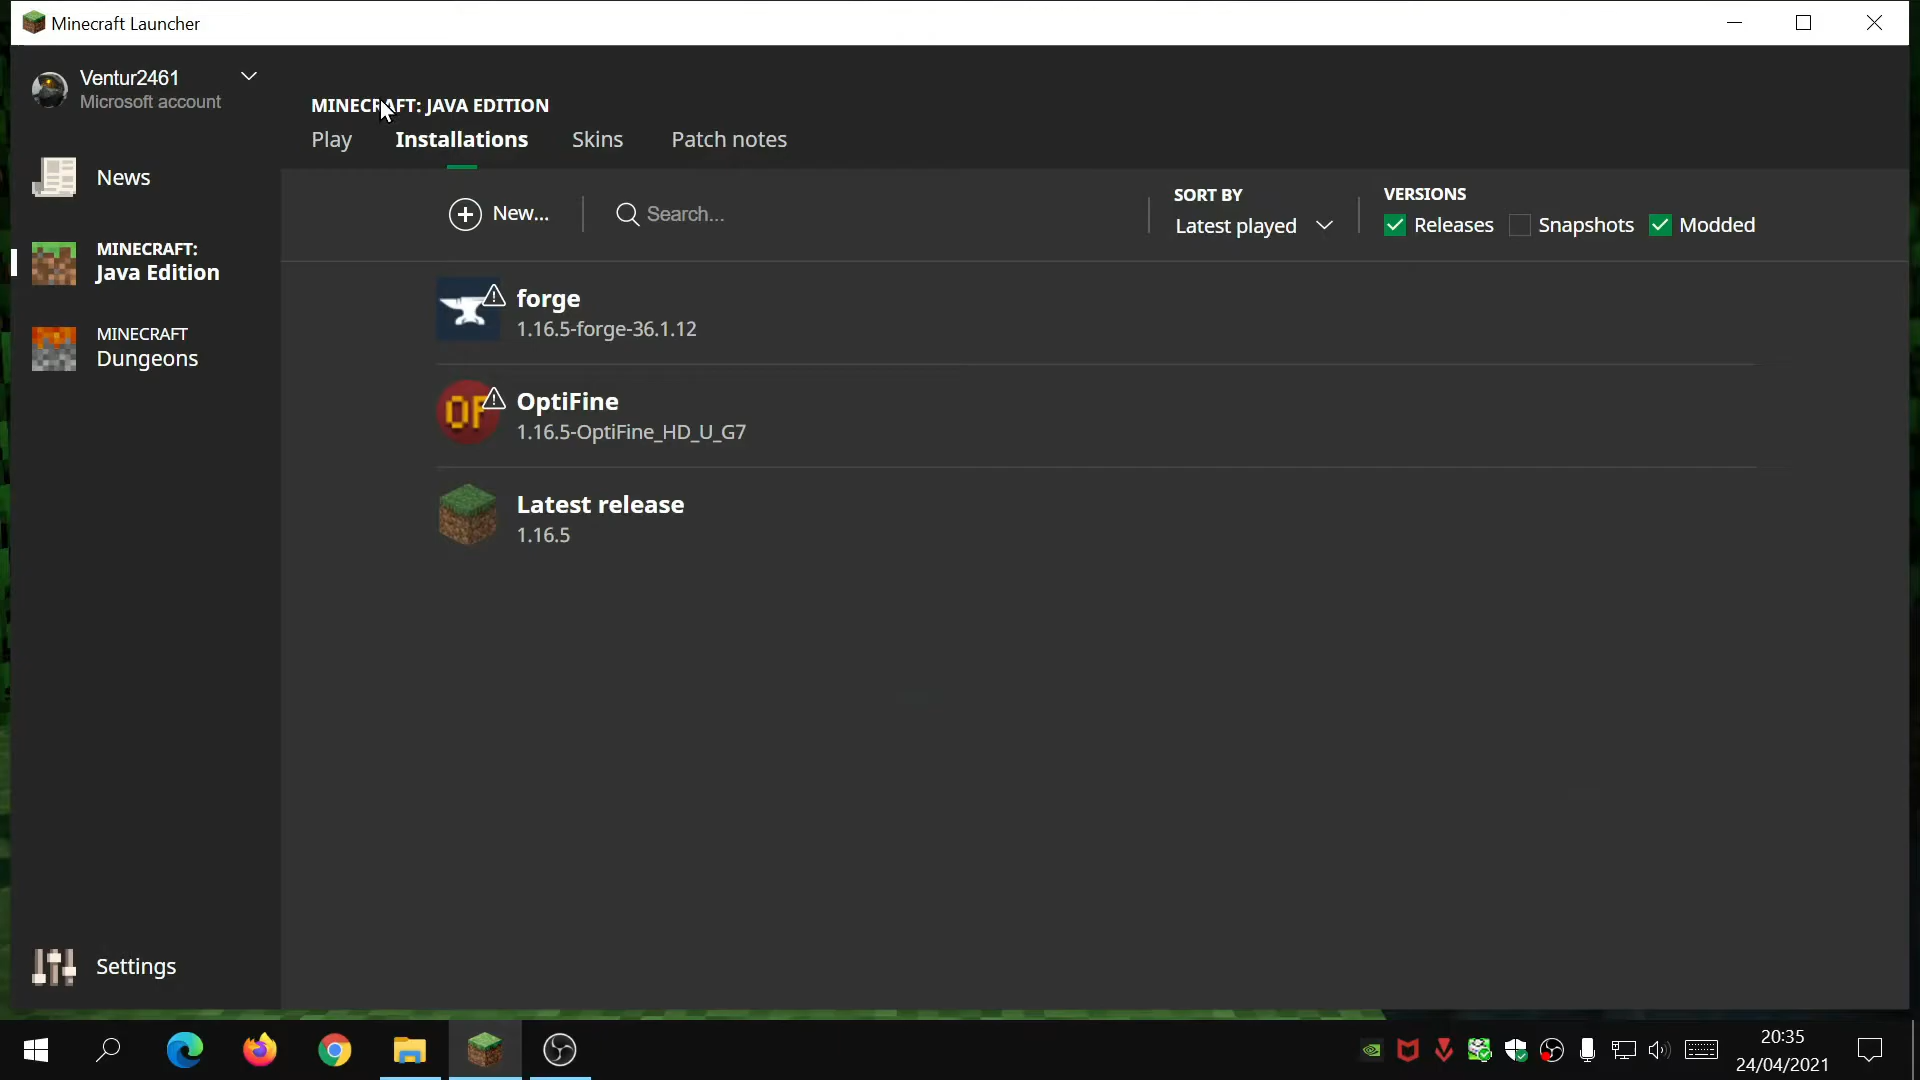 Minecraft Launcher
Ventur2461
Microsoft account
News
MINECRAFT:
Java Edition
MINECRAFT
Dungeons
Settings
MINECRAFT: JAVA EDITION
Play Installations Skins Patch notes
New... Search...
SORT BY
Latest played
VERSIONS
Releases Snapshots Modded
forge
1.16.5-forge-36.1.12
OF
OptiFine
1.16.5-OptiFine_HD_U_G7
Latest release
1.16.5
20:35
24/04/2021